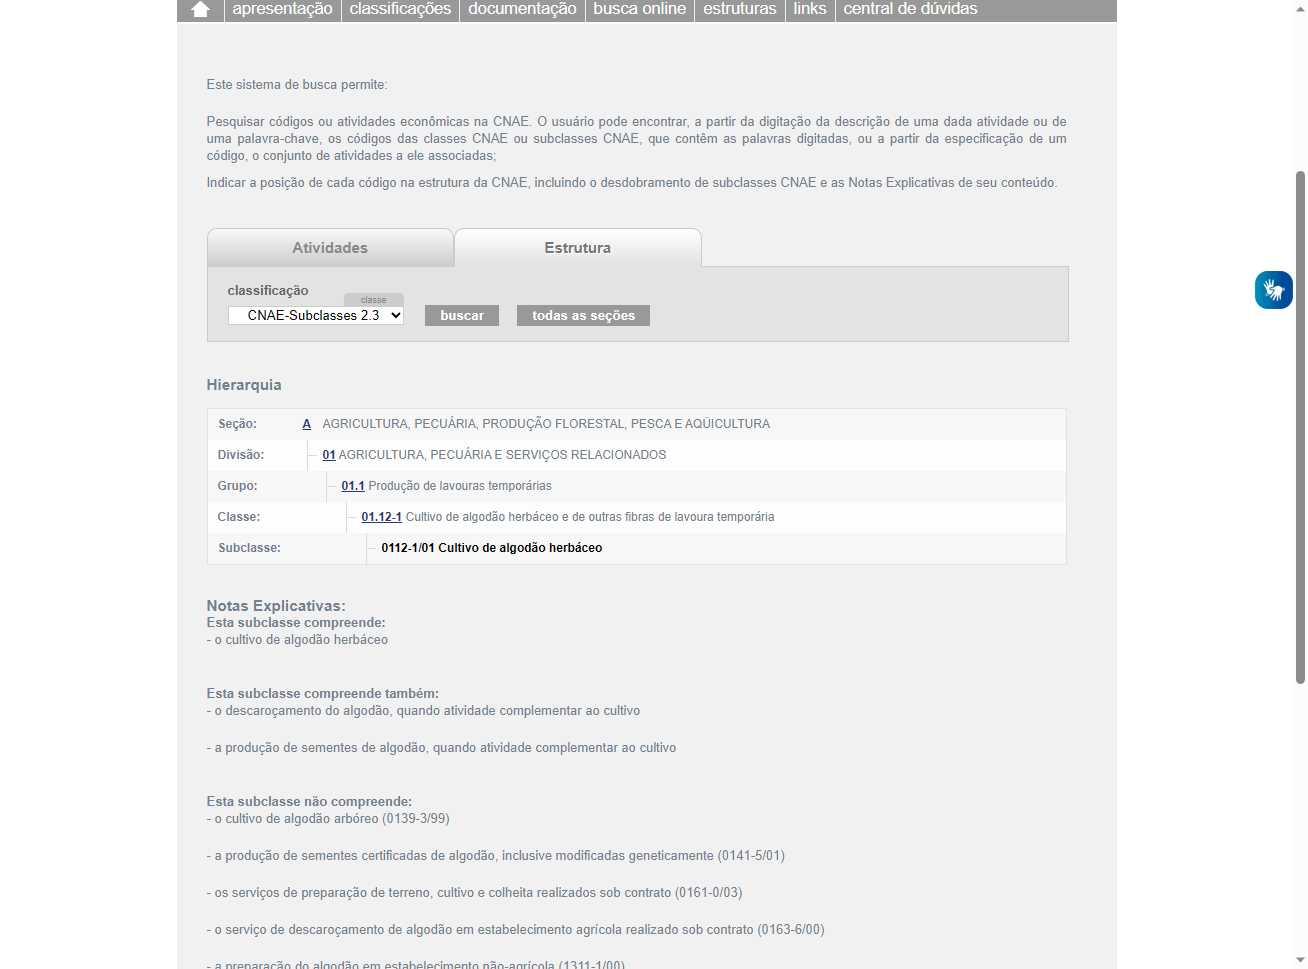 apresentação classificações documentação busca online estruturas links central de dúvidas
Este sistema de busca permite:
Pesquisar códigos ou atividades econômicas na CNAE. O usuário pode encontrar, a partir da digitação da descrição de uma dada atividade ou de
uma palavra-chave, os códigos das classes CNAE ou subclasses CNAE, que contêm as palavras digitadas, ou a partir da especificação de um
código, o conjunto de atividades a ele associadas;
Indicar a posição de cada código na estrutura da CNAE, incluindo o desdobramento de subclasses CNAE e as Notas Explicativas de seu conteúdo.
Atividades Estrutura
classificação
classe
CNAE-Subclasses 2.3 buscar todas as seções
Hierarquia
Seção: A AGRICULTURA, PECUÁRIA, PRODUÇÃO FLORESTAL, PESCA E AQÜICULTURA
Divisão: 01 AGRICULTURA, PECUÁRIA E SERVIÇOS RELACIONADOS
Grupo: 01.1 Produção de lavouras temporárias
Classe: 01.12-1 Cultivo de algodão herbáceo e de outras fibras de lavoura temporária
Subclasse: 0112-1/01 Cultivo de algodão herbáceo
Notas Explicativas:
Esta subclasse compreende:
- o cultivo de algodão herbáceo
Esta subclasse compreende também:
- o descaroçamento do algodão, quando atividade complementar ao cultivo
- a produção de sementes de algodão, quando atividade complementar ao cultivo
Esta subclasse não compreende:
- o cultivo de algodão arbóreo (0139-3/99)
- a produção de sementes certificadas de algodão, inclusive modificadas geneticamente (0141-5/01)
- os serviços de preparação de terreno, cultivo e colheita realizados sob contrato (0161-0/03)
- o serviço de descaroçamento de algodão em estabelecimento agrícola realizado sob contrato (0163-6/00)
- a preparação do algodão em estabelecimento não-agrícola (1311-1/00)